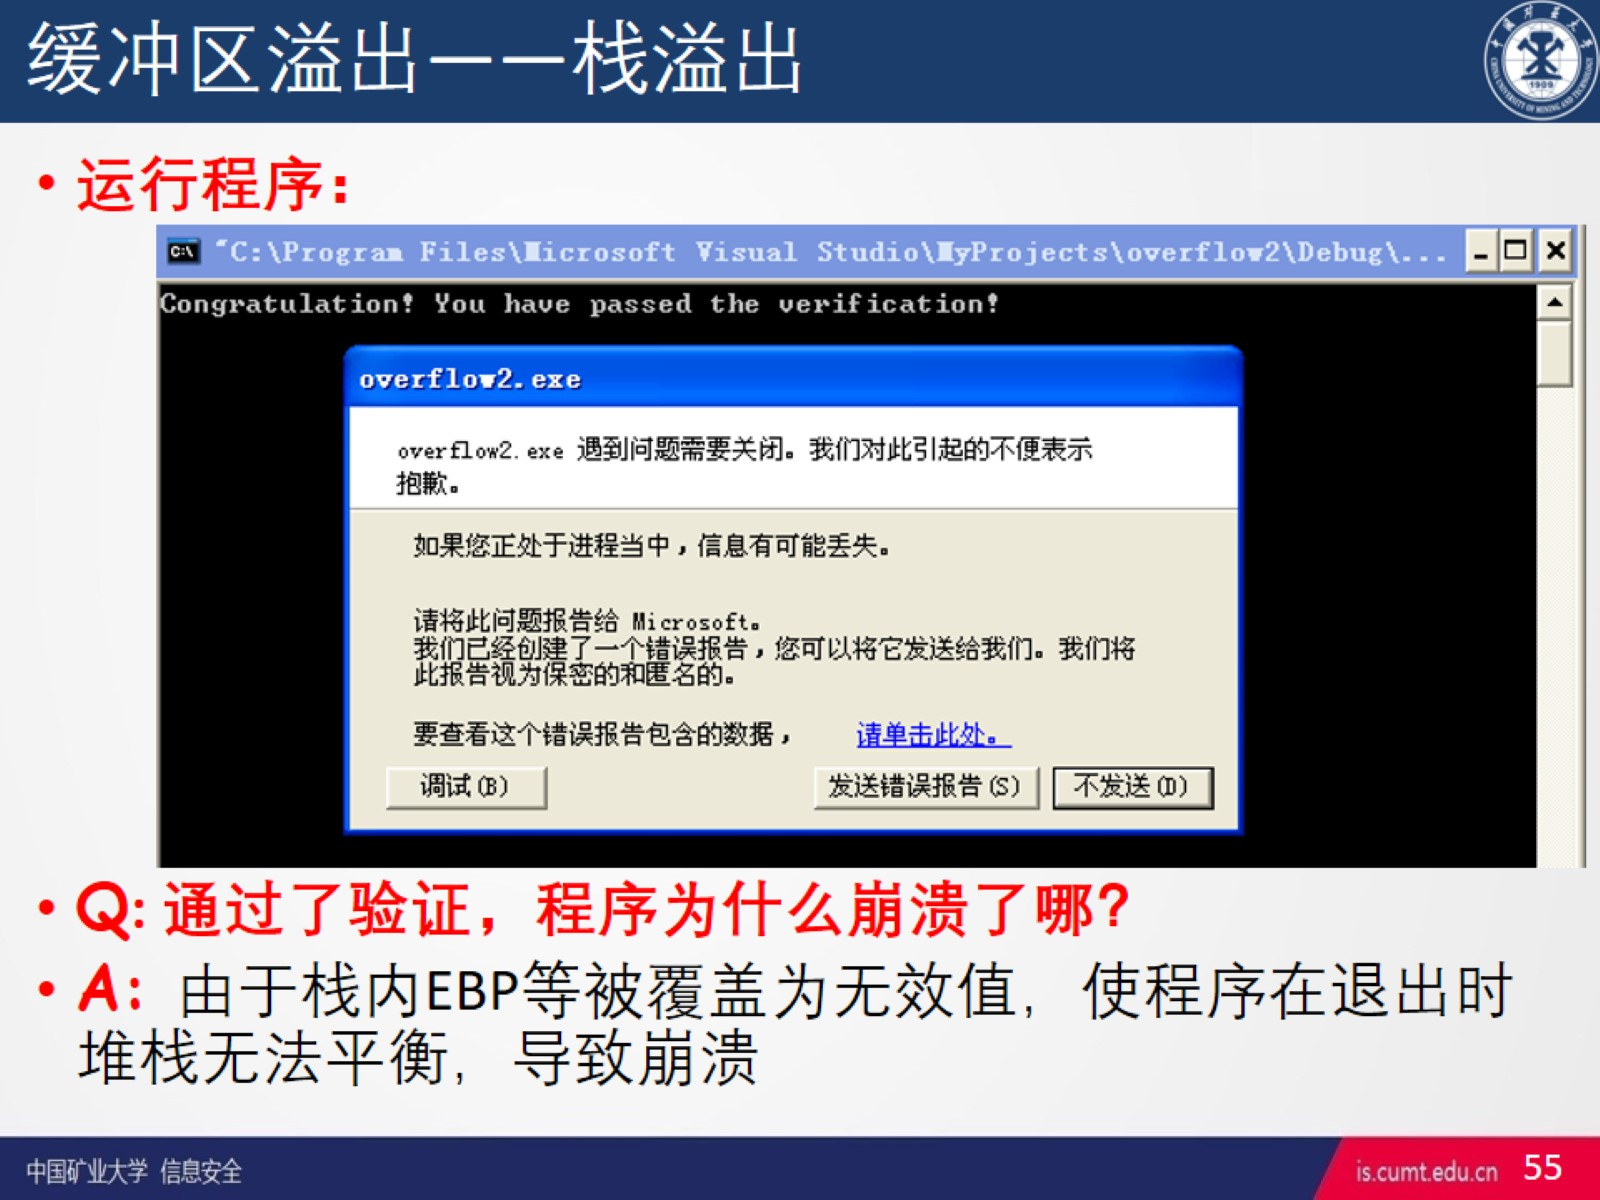 缓冲区溢出——栈溢出
• 运行程序：
"C:\Program Files\Microsoft Visual Studio\MyProjects\overflow2\Debug\...
Congratulation! You have passed the verification!
overflow2.exe
overflow2.exe 遇到问题需要关闭。我们对此引起的不便表示
抱歉。
如果您正处于进程当中，信息有可能丢失。
请将此问题报告给 Microsoft。
我们已经创建了一个错误报告，您可以将它发送给我们。我们将
此报告视为保密的和匿名的。
要查看这个错误报告包含的数据， 请单击此处。
调试(B) 发送错误报告(S) 不发送(D)
• Q: 通过了验证，程序为什么崩溃了哪？
• A: 由于栈内EBP等被覆盖为无效值，使程序在退出时
堆栈无法平衡，导致崩溃
中国矿业大学 信息安全
is.cumt.edu.cn 55